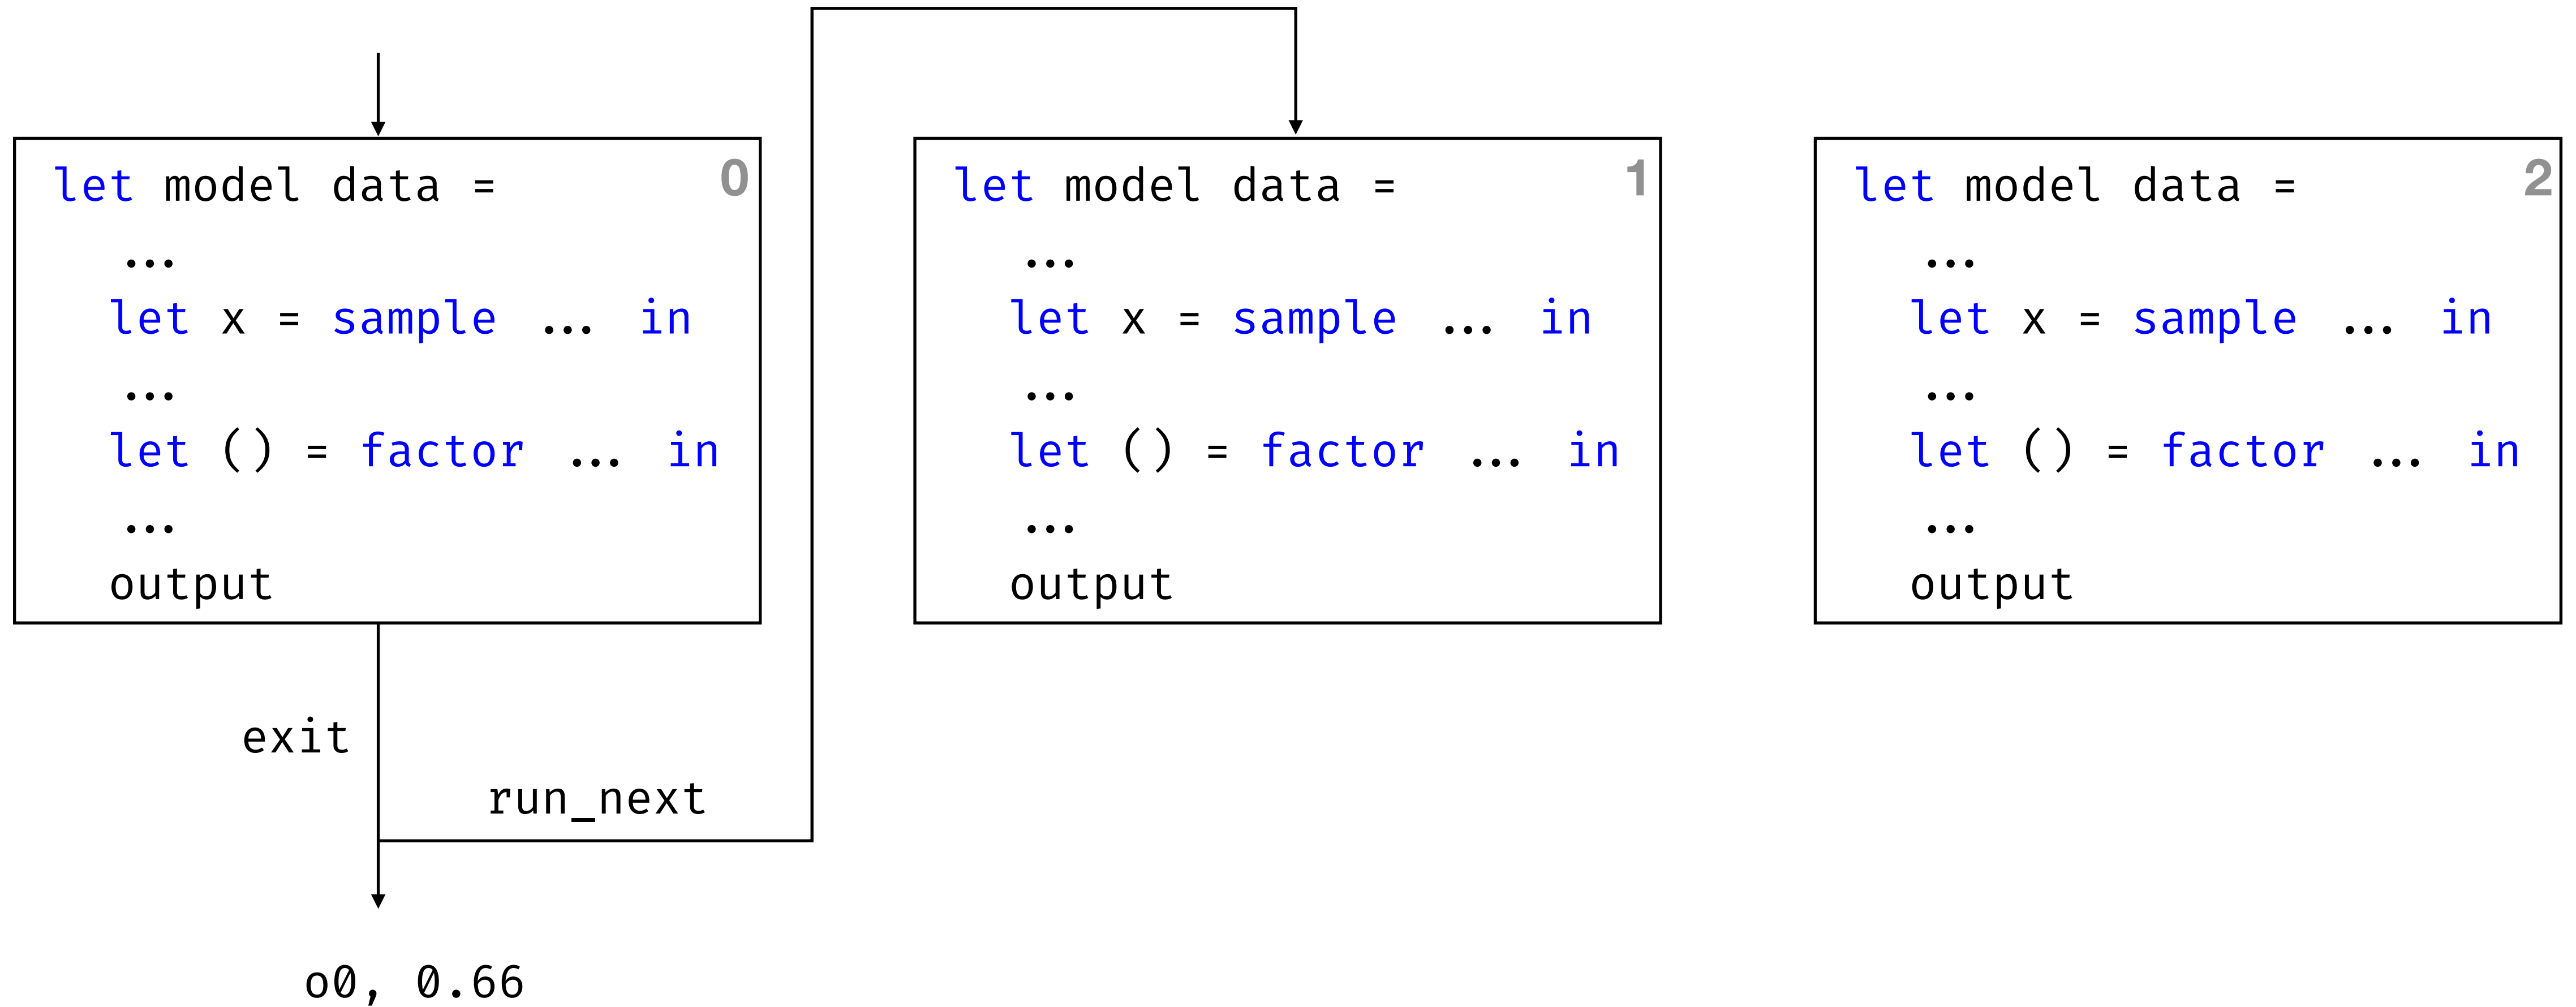 let model data =
0
...
let x = sample ... in
...
let () = factor ... in
...
output
let model data =
1
...
let x = sample ... in
...
let () = factor ... in
...
output
let model data =
2
...
let x = sample ... in
...
let () = factor ... in
...
output
exit
run_next
o0, 0.66